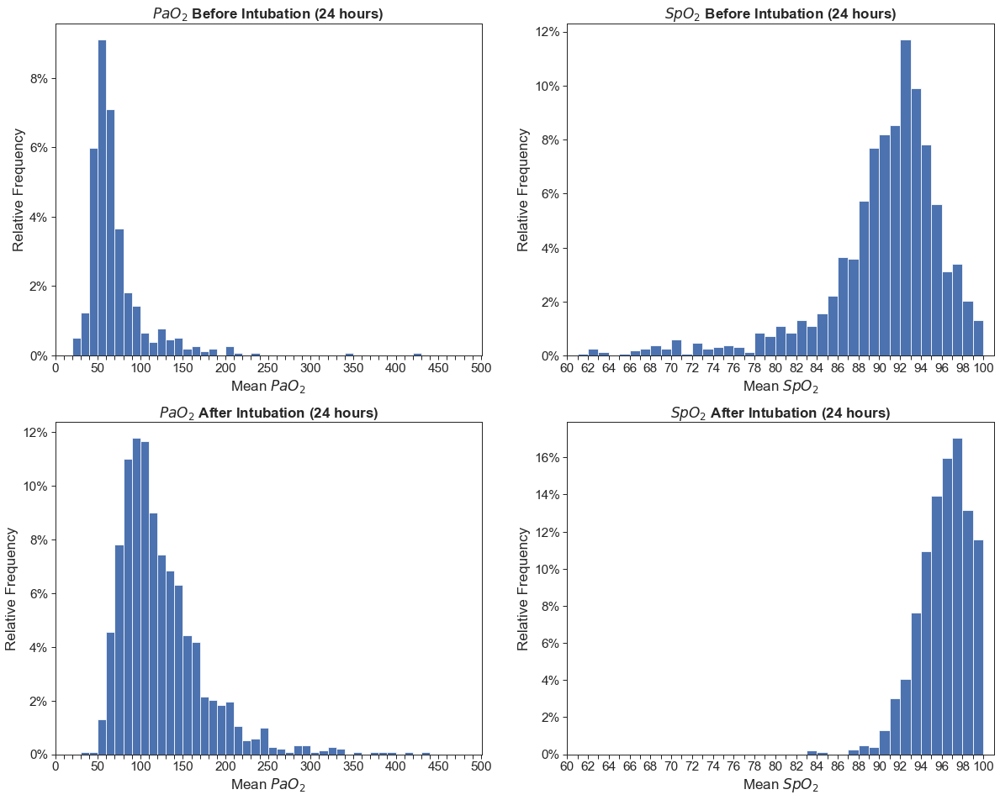 PaO2 Before Intubation (24 hours)
8%
6%
4%
2%
0%
Relative Frequency
0 50 100 150 200 250 300 350 400 450 500
Mean PaO2
SpO2 Before Intubation (24 hours)
12%
10%
8%
6%
4%
2%
0%
Relative Frequency
60 62 64 66 68 70 72 74 76 78 80 82 84 86 88 90 92 94 96 98 100
Mean SpO2
PaO2 After Intubation (24 hours)
12%
10%
8%
6%
4%
2%
0%
Relative Frequency
0 50 100 150 200 250 300 350 400 450 500
Mean PaO2
SpO2 After Intubation (24 hours)
16%
14%
12%
10%
8%
6%
4%
2%
0%
Relative Frequency
60 62 64 66 68 70 72 74 76 78 80 82 84 86 88 90 92 94 96 98 100
Mean SpO2